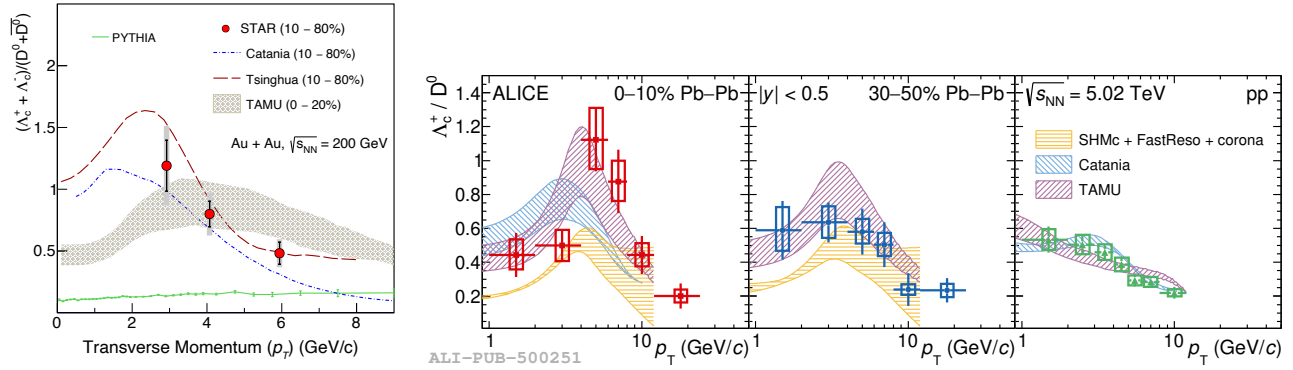 (Λc+ + Λc-)/(D⁰+D̅⁰)
2
1.5
1
0.5
0 2 4 6 8
Transverse Momentum (pT) (GeV/c)
PYTHIA
STAR (10 − 80%)
Catania (10 − 80%)
Tsinghua (10 − 80%)
TAMU (0 − 20%)
Au + Au, √sNN = 200 GeV
Λc+ / D⁰
1.4
1.2
1.0
0.8
0.6
0.4
0.2
ALICE 0−10% Pb−Pb
|y| < 0.5 30−50% Pb−Pb
√sNN = 5.02 TeV pp
SHMc + FastReso + corona
Catania
TAMU
1 10 1 10 1 10
pT (GeV/c) pT (GeV/c) pT (GeV/c)
ALI−PUB−500251